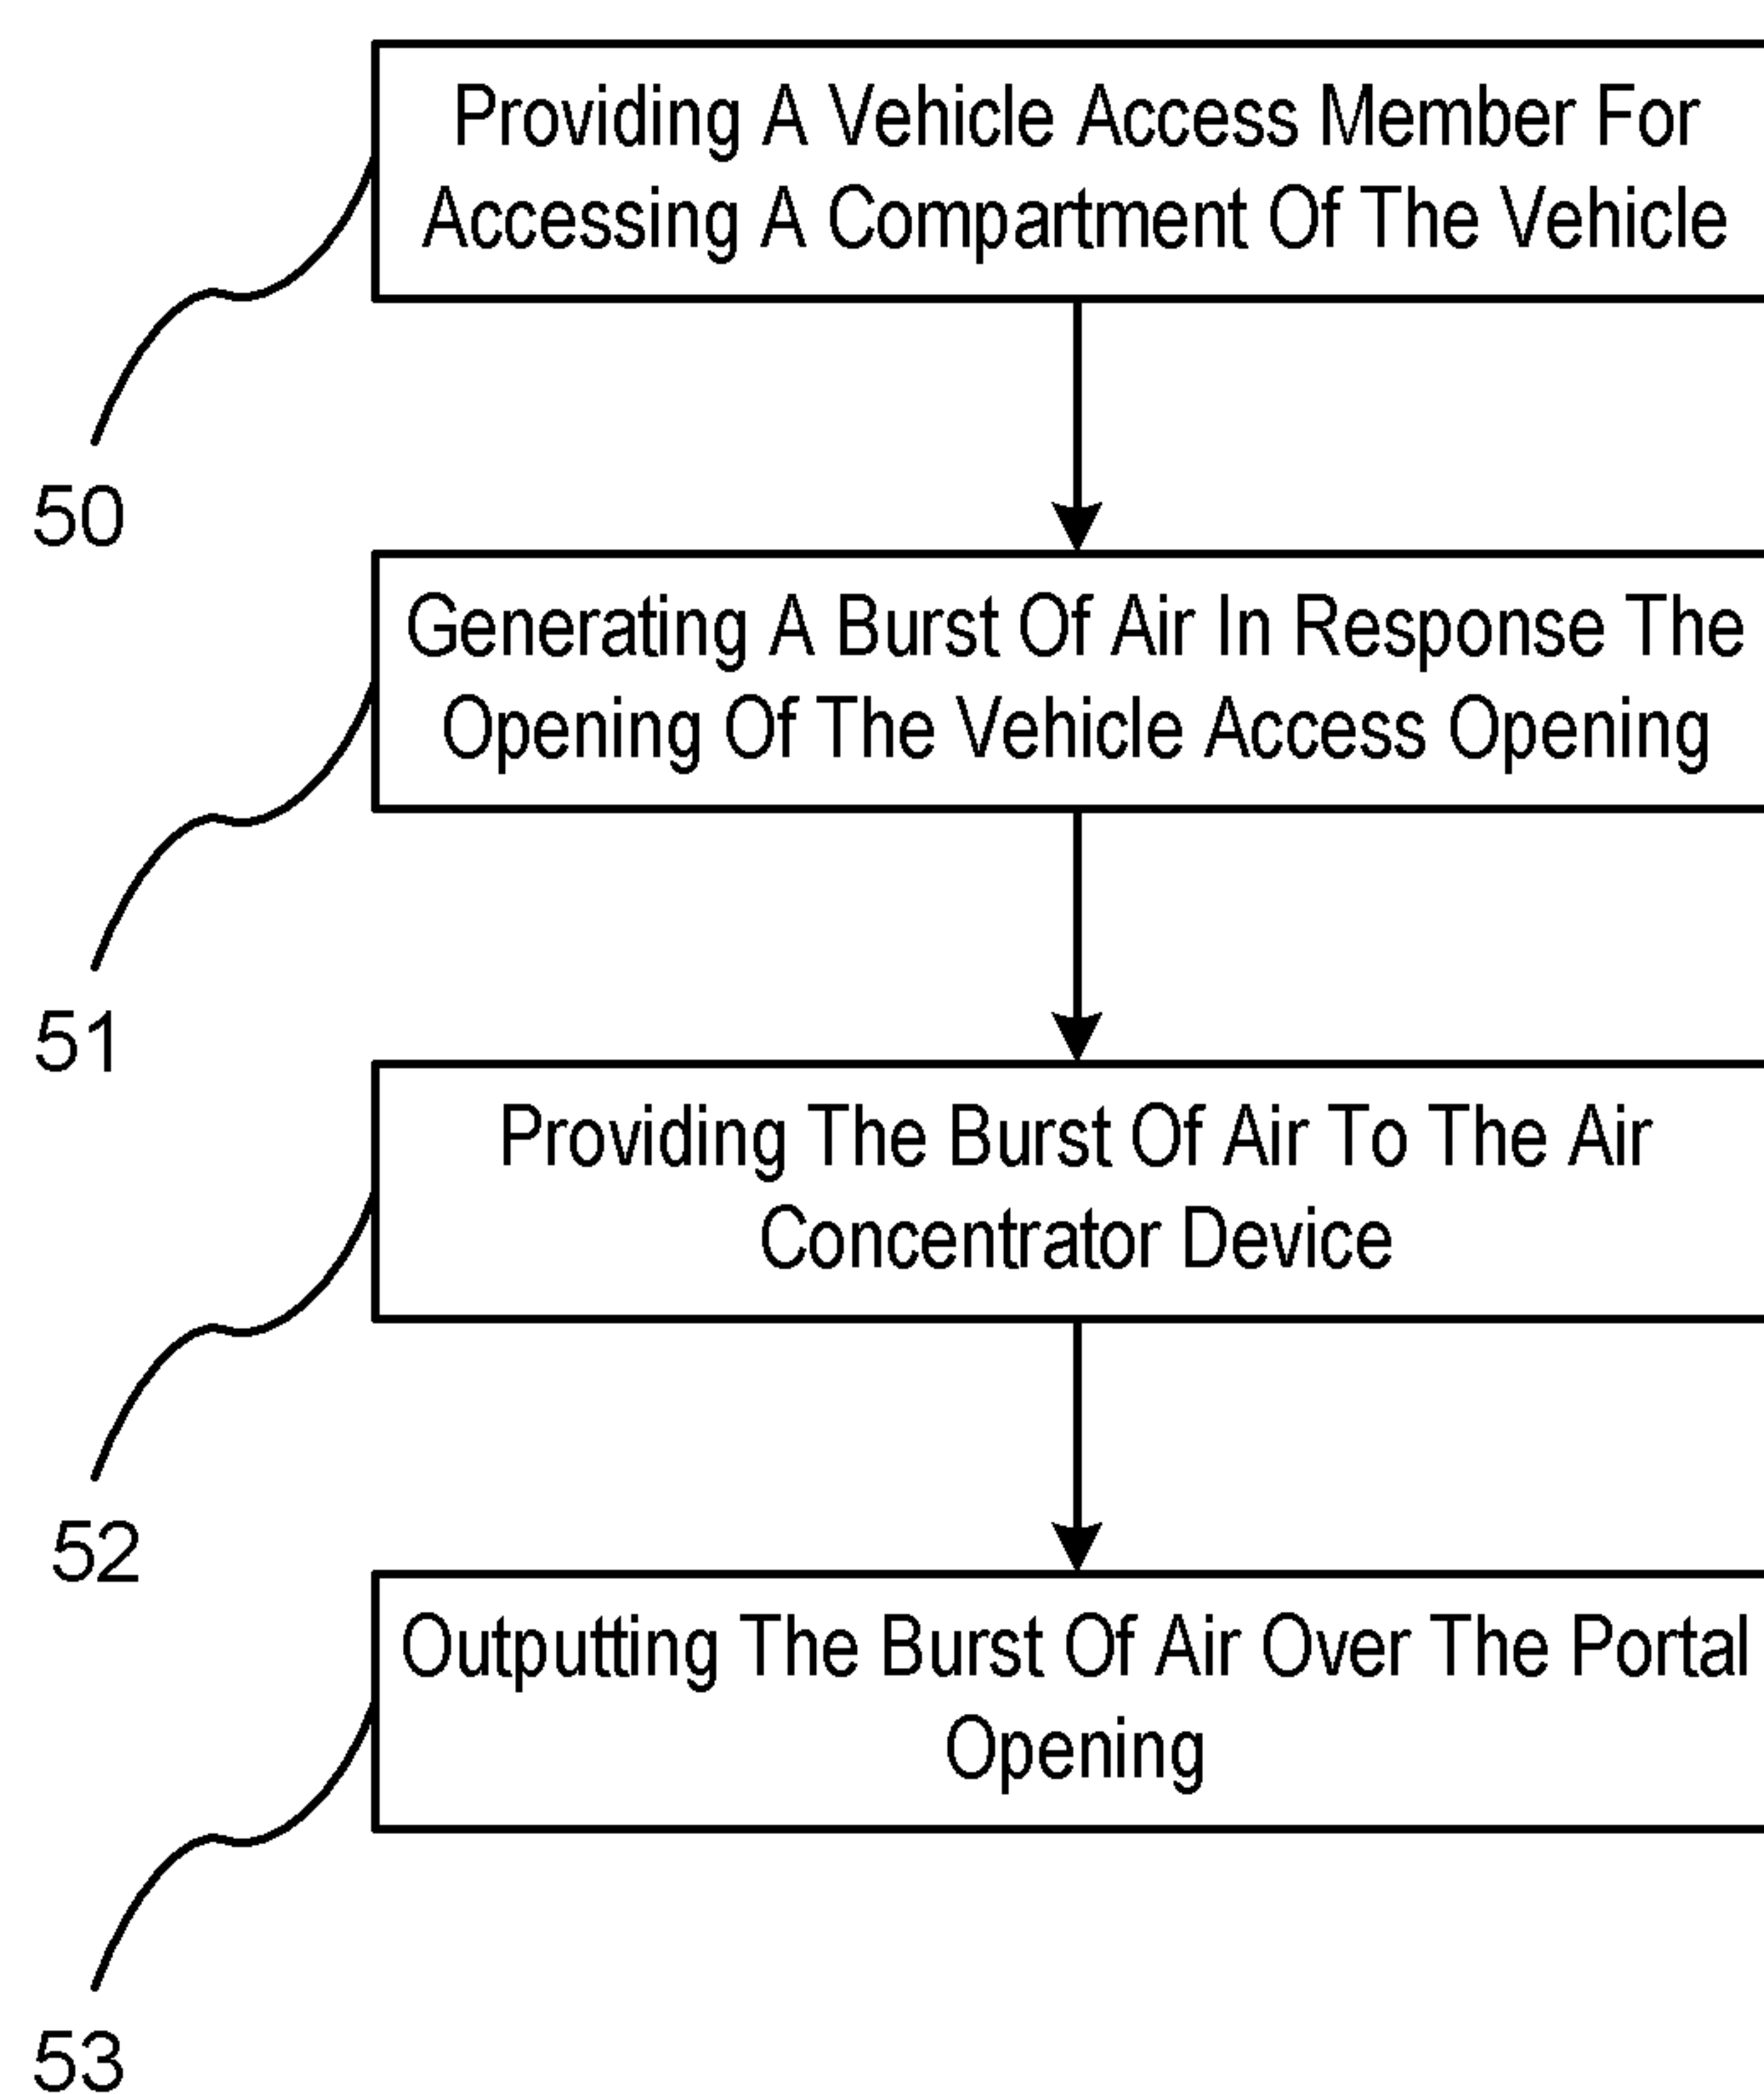 Providing A Vehicle Access Member For
Accessing A Compartment Of The Vehicle
50
Generating A Burst Of Air In Response The
Opening Of The Vehicle Access Opening
51
Providing The Burst Of Air To The Air
Concentrator Device
52
Outputting The Burst Of Air Over The Portal
Opening
53